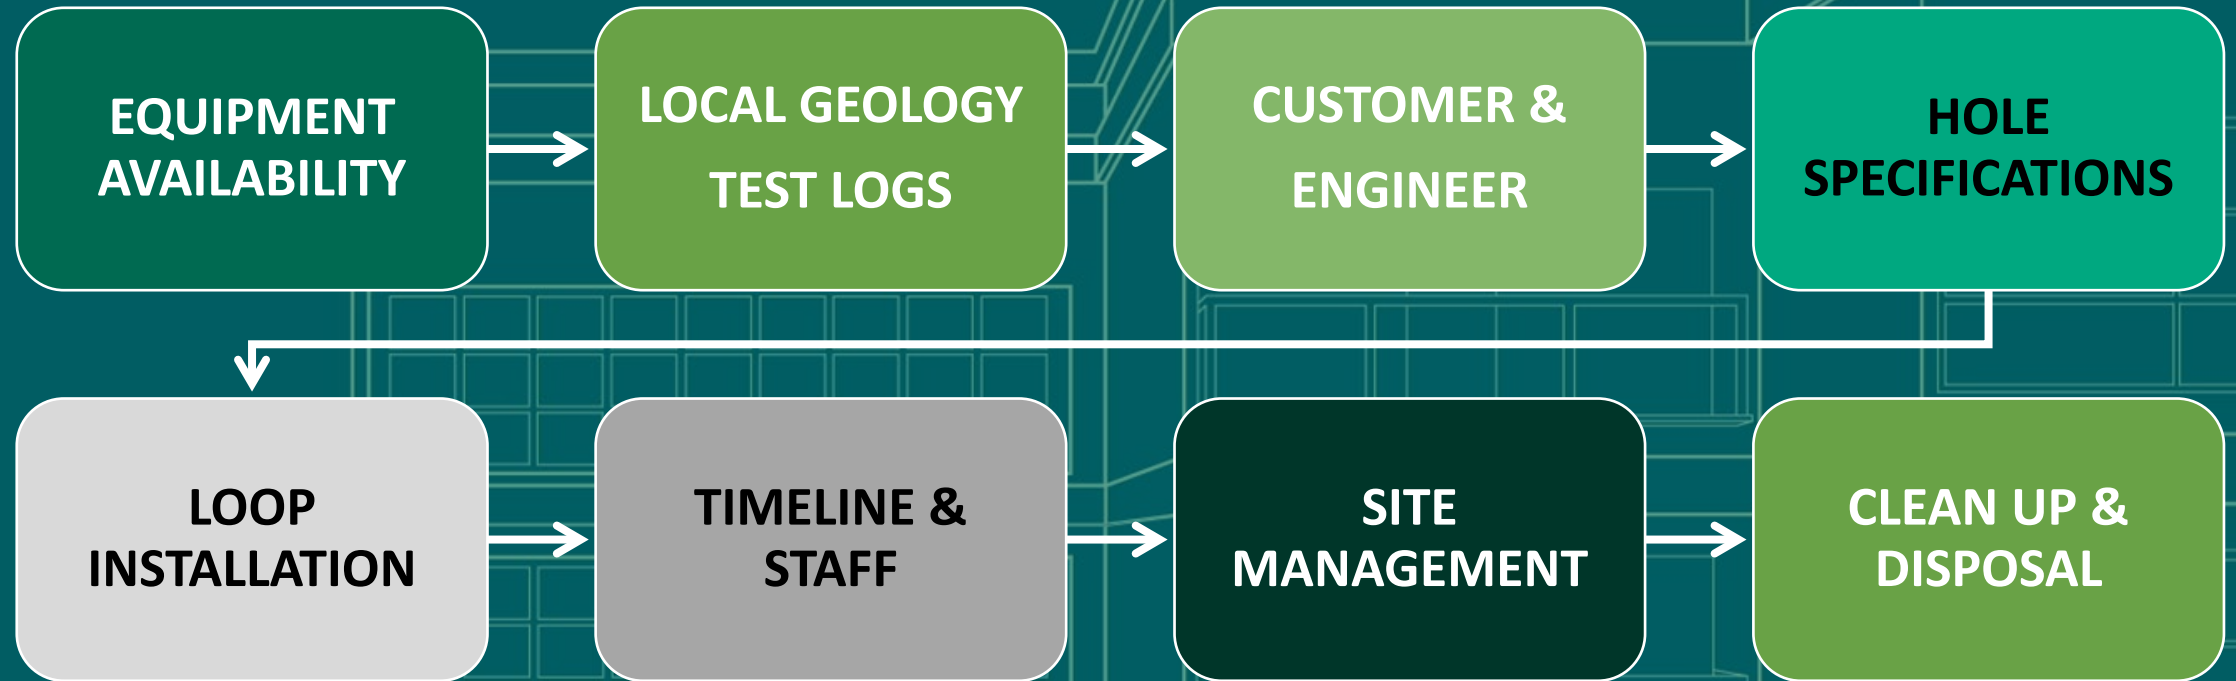 EQUIPMENT
AVAILABILITY
LOCAL GEOLOGY
TEST LOGS
CUSTOMER &
ENGINEER
HOLE
SPECIFICATIONS
LOOP
INSTALLATION
TIMELINE &
STAFF
SITE
MANAGEMENT
CLEAN UP &
DISPOSAL